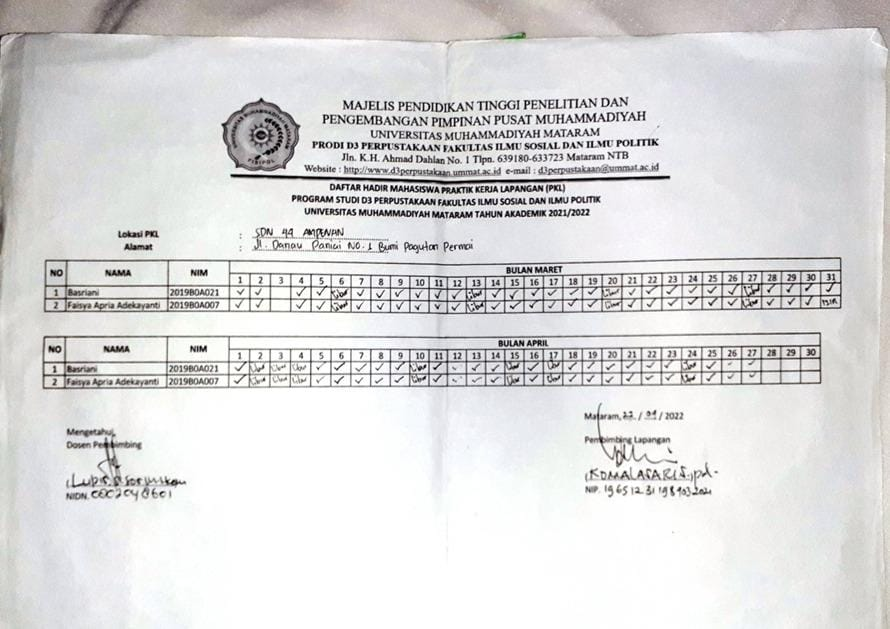 MAJELIS PENDIDIKAN TINGGI PENELITIAN DAN
PENGEMBANGAN PIMPINAN PUSAT MUHAMMADIYAH
UNIVERSITAS MUHAMMADIYAH MATARAM
PRODI D3 PERPUSTAKAAN FAKULTAS ILMU SOSIAL DAN ILMU POLITIK
Jln. K.H. Ahmad Dahlan No. 1 Tlpn. 639180-633723 Mataram NTB
Website : http://www.d3perpustakaan.ummat.ac.id e-mail : d3perpustakaan@ummat.ac.id
UNIVERSITAS MUHAMMADIYAH MATARAM
FISIPOL
DAFTAR HADIR MAHASISWA PRAKTIK KERJA LAPANGAN (PKL)
PROGRAM STUDI D3 PERPUSTAKAAN FAKULTAS ILMU SOSIAL DAN ILMU POLITIK
UNIVERSITAS MUHAMMADIYAH MATARAM TAHUN AKADEMIK 2021/2022
Lokasi PKL : SDN 44 AMPENAN
Alamat : Jl. Danau Paniai No. 1 Bumi Pagutan Permai
NO NAMA NIM BULAN MARET
1 2 3 4 5 6 7 8 9 10 11 12 13 14 15 16 17 18 19 20 21 22 23 24 25 26 27 28 29 30 31
1 Basriani 2019B0A021 ✓ ✓ ✓ ✓ Libur ✓ ✓ ✓ ✓ ✓ ✓ Libur ✓ ✓ ✓ ✓ ✓ ✓ Libur ✓ ✓ ✓ ✓ ✓ ✓ Libur ✓ ✓ ✓ ✓
2 Faisya Apria Adekayanti 2019B0A007 ✓ ✓ ✓ ✓ Libur ✓ ✓ ✓ ✓ ✓ ✓ Libur ✓ ✓ ✓ ✓ ✓ ✓ Libur ✓ ✓ ✓ ✓ ✓ ✓ Libur ✓ ✓ ✓
NO NAMA NIM BULAN APRIL
1 2 3 4 5 6 7 8 9 10 11 12 13 14 15 16 17 18 19 20 21 22 23 24 25 26 27 28 29 30
1 Basriani 2019B0A021 ✓ Libur Libur Libur ✓ ✓ ✓ ✓ ✓ Libur ✓ ✓ ✓ ✓ Libur ✓ Libur ✓ ✓ ✓ ✓ ✓ ✓ Libur ✓ ✓ ✓
2 Faisya Apria Adekayanti 2019B0A007 ✓ Libur Libur Libur ✓ ✓ ✓ ✓ ✓ Libur ✓ ✓ ✓ ✓ Libur ✓ Libur ✓ ✓ ✓ ✓ ✓ ✓ Libur ✓ ✓ ✓
Mataram, / /2022
Mengetahui,
Dosen Pembimbing
Pembimbing Lapangan
NIDN.
(KOMALASARI S.pd.
NIP. 19651231198903202